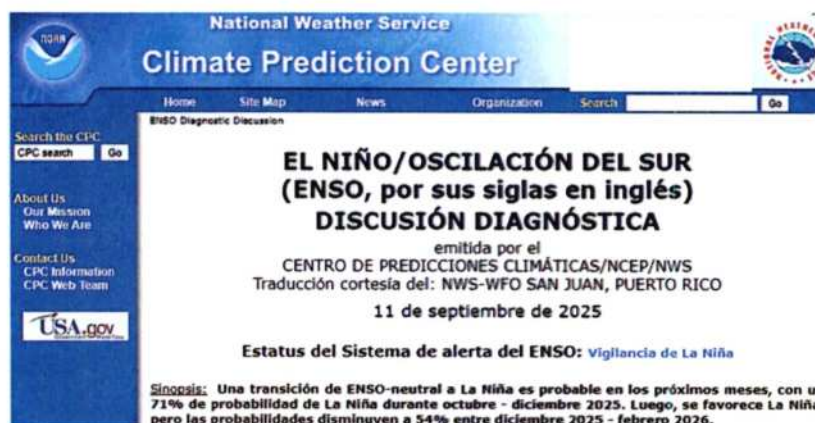 NOAA
National Weather Service
Climate Prediction Center
Home Site Map News Organization Search Go
ENSO Diagnostic Discussion
Search the CPC
CPC search Go
About Us
Our Mission
Who We Are
Contact Us
CPC Information
CPC Web Team
USA.gov
EL NIÑO/OSCILACIÓN DEL SUR
(ENSO, por sus siglas en inglés)
DISCUSIÓN DIAGNÓSTICA
emitida por el
CENTRO DE PREDICCIONES CLIMÁTICAS/NCEP/NWS
Traducción cortesía del: NWS-WFO SAN JUAN, PUERTO RICO
11 de septiembre de 2025
Estatus del Sistema de alerta del ENSO: Vigilancia de La Niña
Sinopsis: Una transición de ENSO-neutral a La Niña es probable en los próximos meses, con u
71% de probabilidad de La Niña durante octubre - diciembre 2025. Luego, se favorece La Niña
pero las probabilidades disminuyen a 54% entre diciembre 2025 - febrero 2026.